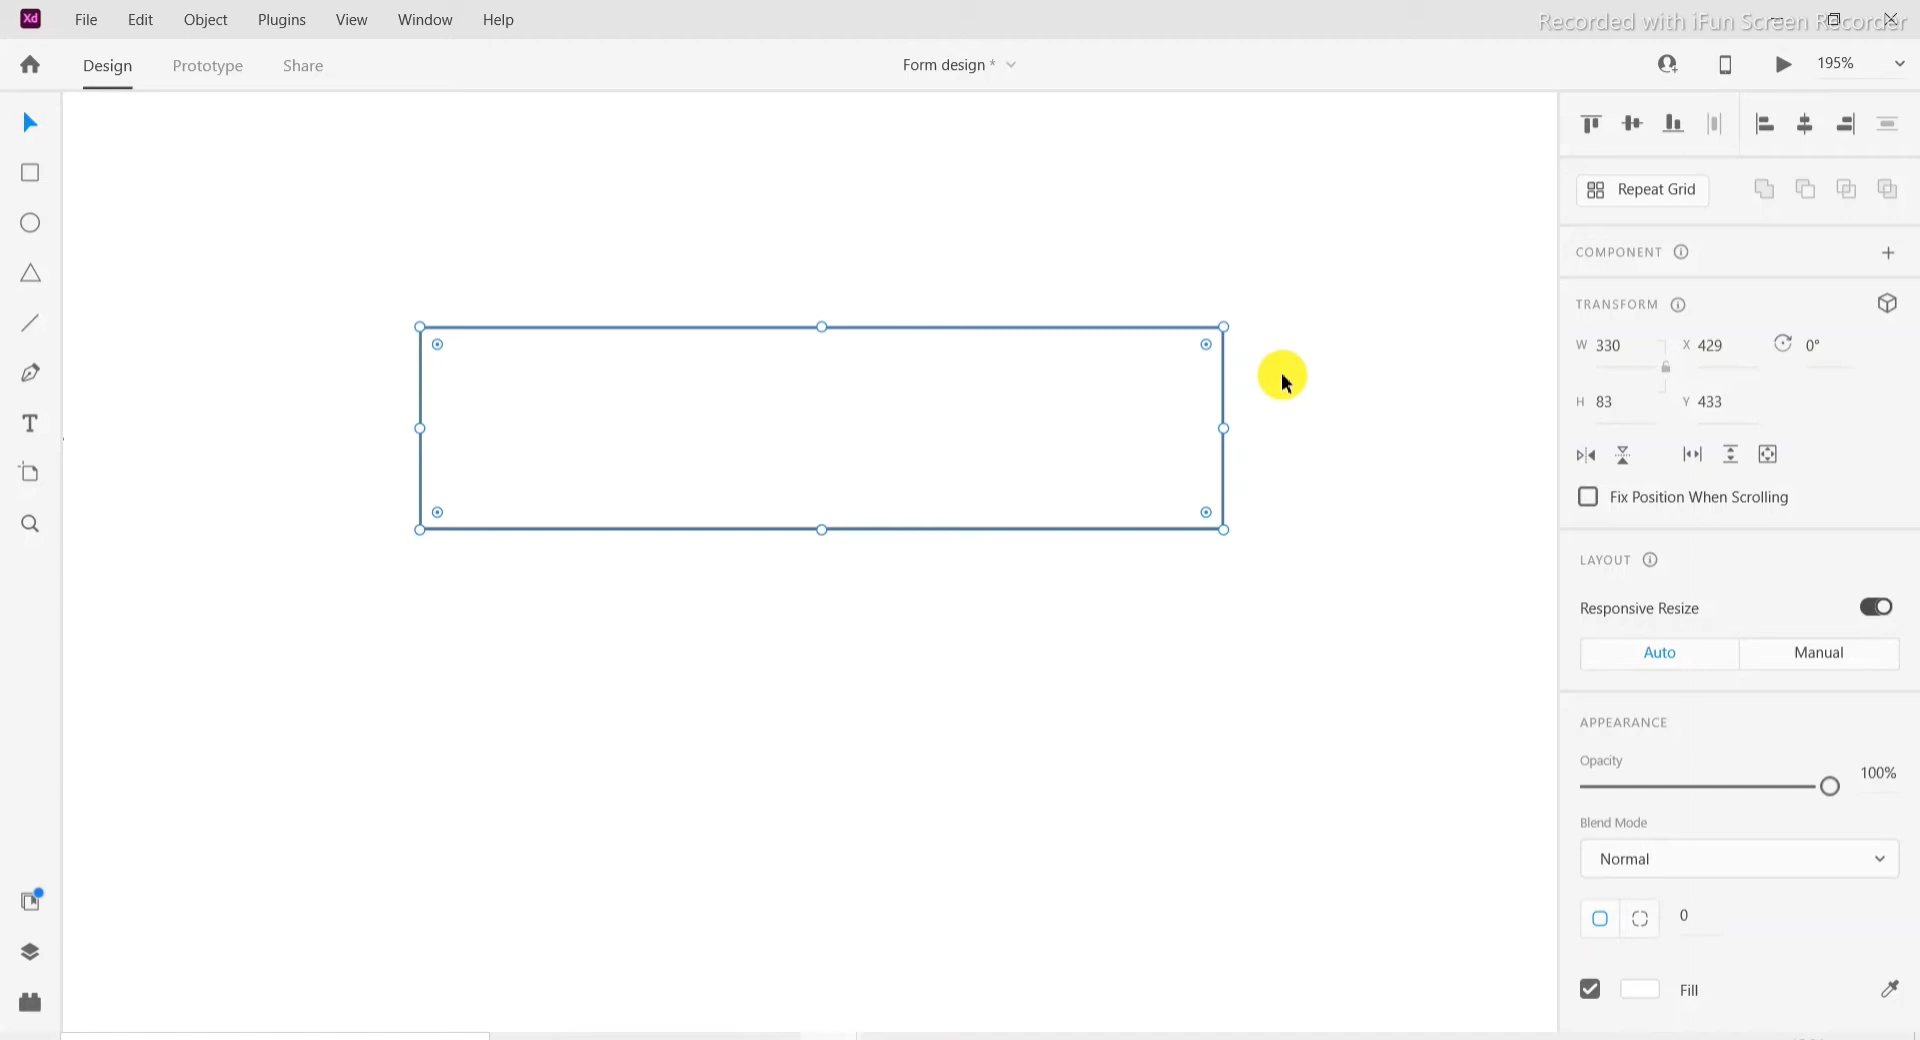 Xd File Edit Object Plugins View Window Help
Recorded with iFun Screen Recorder
Design Prototype Share
Form design *
195%
Repeat Grid
COMPONENT
TRANSFORM
W 330 X 429 0°
H 83 Y 433
Fix Position When Scrolling
LAYOUT
Responsive Resize
Auto Manual
APPEARANCE
Opacity
100%
Blend Mode
Normal
0
Fill
T